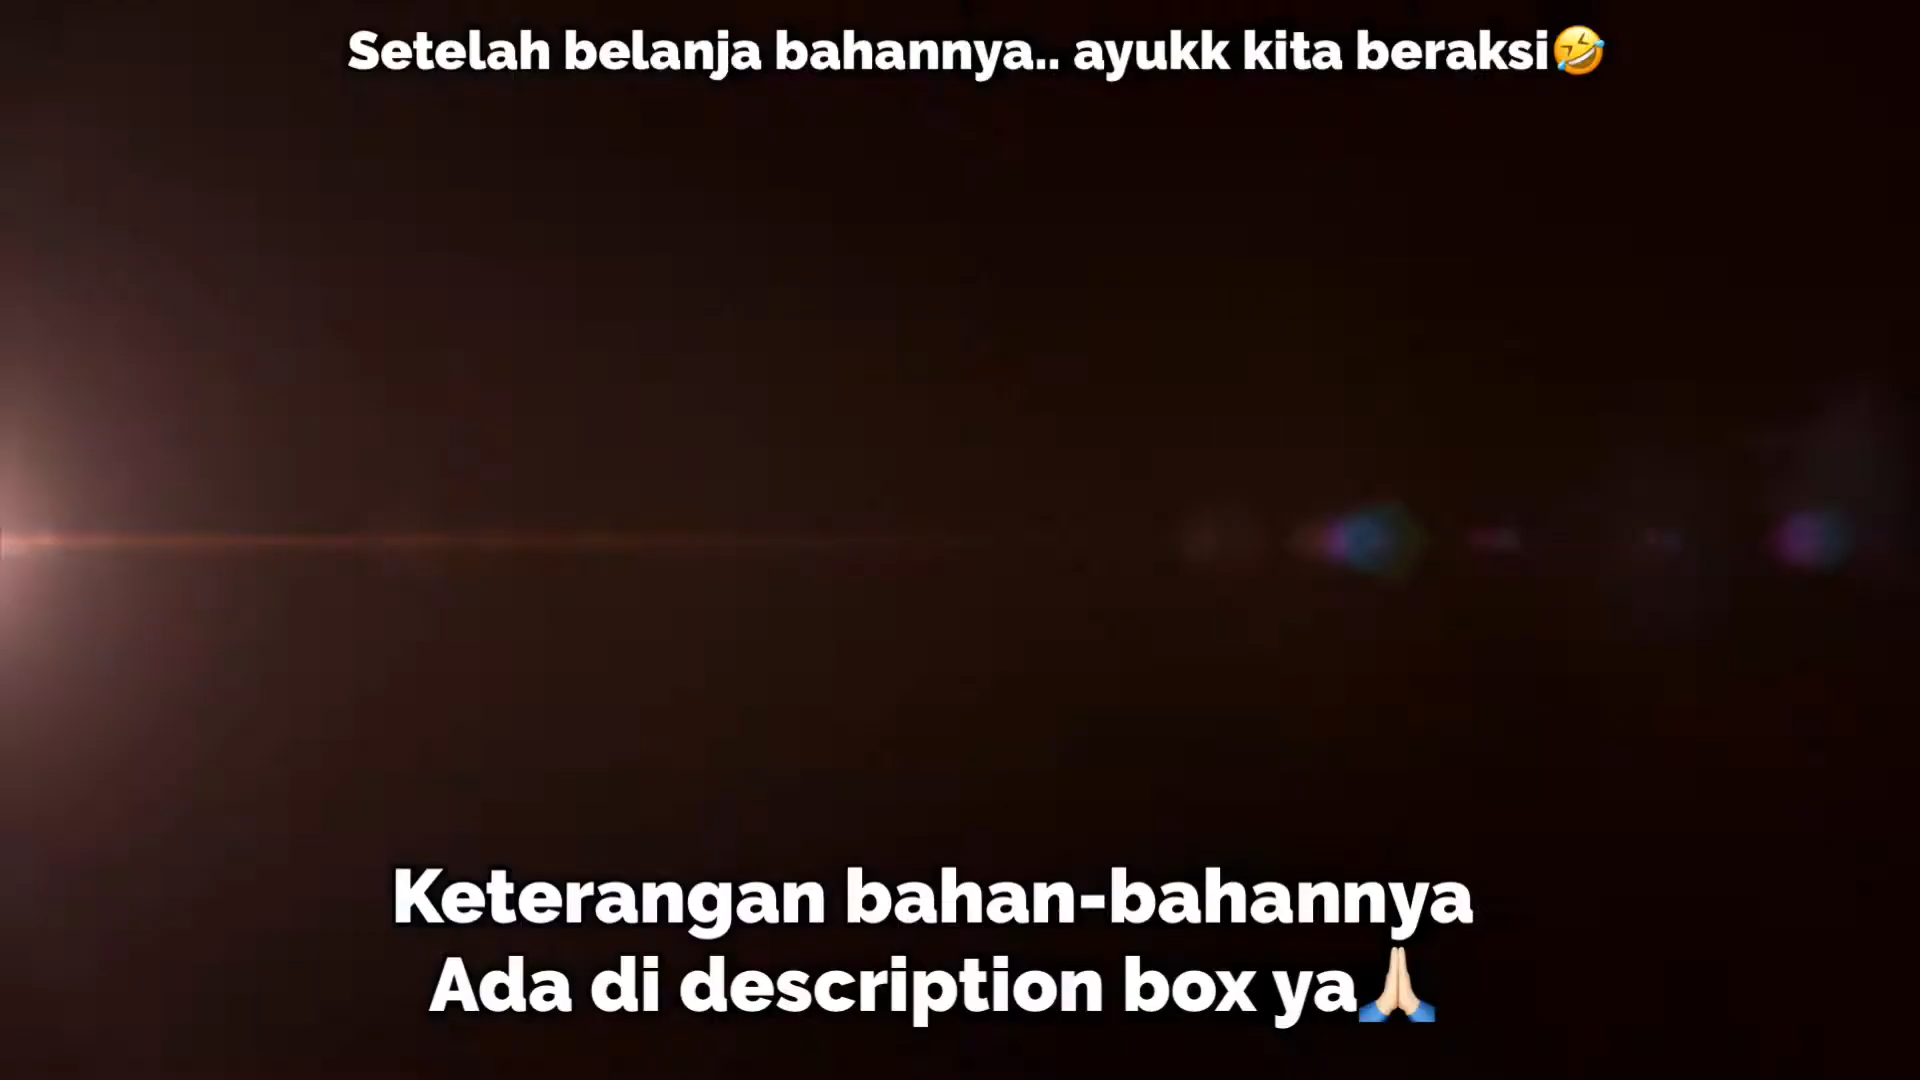 Setelah belanja bahannya.. ayukk kita beraksi🤣
Keterangan bahan-bahannya
Ada di description box ya🙏🏻